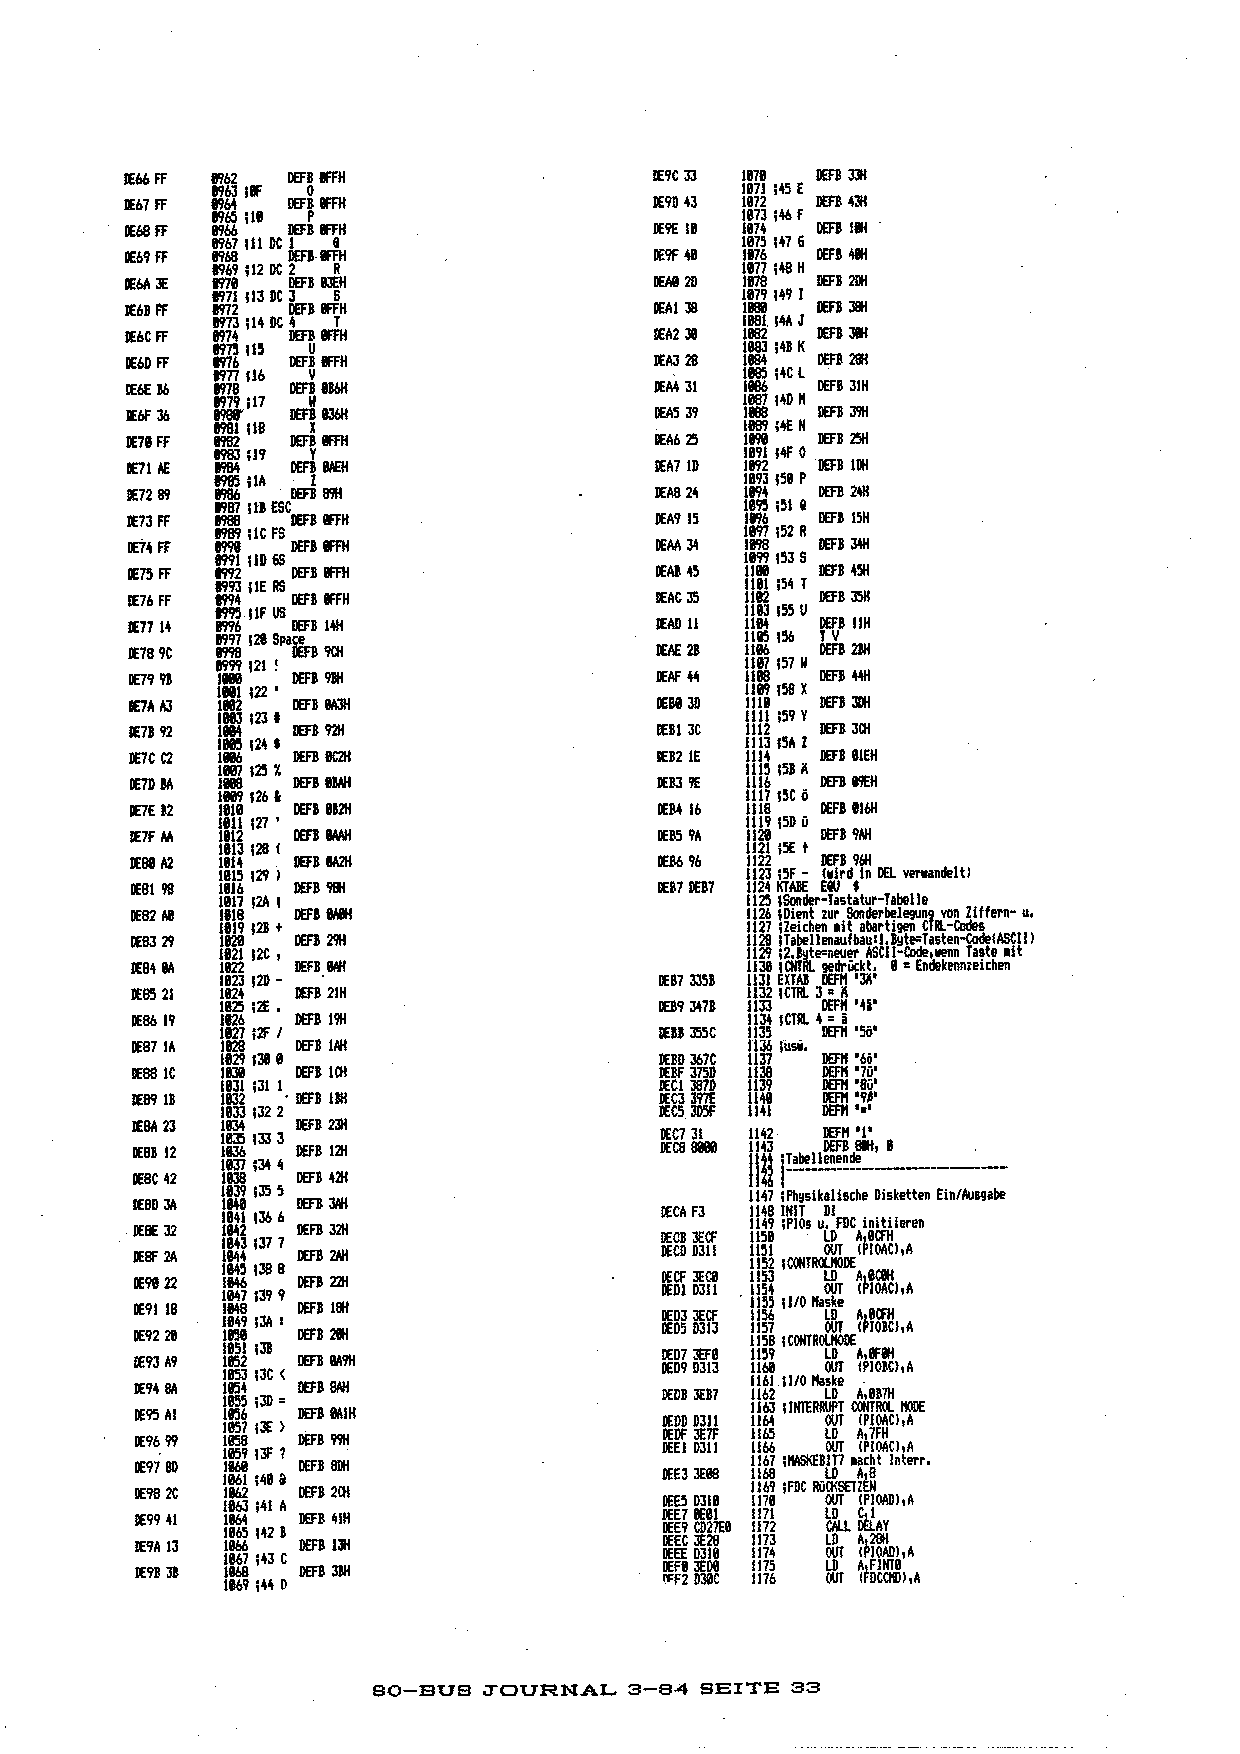 DE66 FF 0962 DEFB 0FFH
0963 ;0F O
DE67 FF 0964 DEFB 0FFH
0965 ;10 P
DE68 FF 0966 DEFB 0FFH
0967 ;11 DC 1 Q
DE69 FF 0968 DEFB 0FFH
0969 ;12 DC 2 R
DE6A 3E 0970 DEFB 03EH
0971 ;13 DC 3 S
DE6B FF 0972 DEFB 0FFH
0973 ;14 DC 4 T
DE6C FF 0974 DEFB 0FFH
0975 ;15 U
DE6D FF 0976 DEFB 0FFH
0977 ;16 V
DE6E B6 0978 DEFB 0B6H
0979 ;17 W
DE6F 36 0980 DEFB 036H
0981 ;18 X
DE70 FF 0982 DEFB 0FFH
0983 ;19 Y
DE71 AE 0984 DEFB 0AEH
0985 ;1A Z
DE72 89 0986 DEFB 89H
0987 ;1B ESC
DE73 FF 0988 DEFB 0FFH
0989 ;1C FS
DE74 FF 0990 DEFB 0FFH
0991 ;1D GS
DE75 FF 0992 DEFB 0FFH
0993 ;1E RS
DE76 FF 0994 DEFB 0FFH
0995 ;1F US
DE77 14 0996 DEFB 14H
0997 ;20 Space
DE78 9C 0998 DEFB 9CH
0999 ;21 !
DE79 9B 1000 DEFB 9BH
1001 ;22 "
DE7A A3 1002 DEFB 0A3H
1003 ;23 #
DE7B 92 1004 DEFB 92H
1005 ;24 $
DE7C C2 1006 DEFB 0C2H
1007 ;25 %
DE7D BA 1008 DEFB 0BAH
1009 ;26 &
DE7E B2 1010 DEFB 0B2H
1011 ;27 '
DE7F AA 1012 DEFB 0AAH
1013 ;28 (
DE80 A2 1014 DEFB 0A2H
1015 ;29 )
DE81 98 1016 DEFB 98H
1017 ;2A *
DE82 A0 1018 DEFB 0A0H
1019 ;2B +
DE83 29 1020 DEFB 29H
1021 ;2C ,
DE84 0A 1022 DEFB 0AH
1023 ;2D -
DE85 21 1024 DEFB 21H
1025 ;2E .
DE86 19 1026 DEFB 19H
1027 ;2F /
DE87 1A 1028 DEFB 1AH
1029 ;30 0
DE88 1C 1030 DEFB 1CH
1031 ;31 1
DE89 1B 1032 DEFB 1BH
1033 ;32 2
DE8A 23 1034 DEFB 23H
1035 ;33 3
DE8B 12 1036 DEFB 12H
1037 ;34 4
DE8C 42 1038 DEFB 42H
1039 ;35 5
DE8D 3A 1040 DEFB 3AH
1041 ;36 6
DE8E 32 1042 DEFB 32H
1043 ;37 7
DE8F 2A 1044 DEFB 2AH
1045 ;38 8
DE90 22 1046 DEFB 22H
1047 ;39 9
DE91 18 1048 DEFB 18H
1049 ;3A :
DE92 20 1050 DEFB 20H
1051 ;3B
DE93 A9 1052 DEFB 0A9H
1053 ;3C <
DE94 8A 1054 DEFB 8AH
1055 ;3D =
DE95 A1 1056 DEFB 0A1H
1057 ;3E >
DE96 99 1058 DEFB 99H
1059 ;3F ?
DE97 8D 1060 DEFB 8DH
1061 ;40 @
DE98 2C 1062 DEFB 2CH
1063 ;41 A
DE99 41 1064 DEFB 41H
1065 ;42 B
DE9A 13 1066 DEFB 13H
1067 ;43 C
DE9B 3B 1068 DEFB 3BH
1069 ;44 D
DE9C 33 1070 DEFB 33H
1071 ;45 E
DE9D 43 1072 DEFB 43H
1073 ;46 F
DE9E 10 1074 DEFB 10H
1075 ;47 G
DE9F 40 1076 DEFB 40H
1077 ;48 H
DEA0 2D 1078 DEFB 2DH
1079 ;49 I
DEA1 38 1080 DEFB 38H
1081 ;4A J
DEA2 30 1082 DEFB 30H
1083 ;4B K
DEA3 28 1084 DEFB 28H
1085 ;4C L
DEA4 31 1086 DEFB 31H
1087 ;4D M
DEA5 39 1088 DEFB 39H
1089 ;4E N
DEA6 25 1090 DEFB 25H
1091 ;4F O
DEA7 1D 1092 DEFB 1DH
1093 ;50 P
DEA8 24 1094 DEFB 24H
1095 ;51 Q
DEA9 15 1096 DEFB 15H
1097 ;52 R
DEAA 34 1098 DEFB 34H
1099 ;53 S
DEAB 45 1100 DEFB 45H
1101 ;54 T
DEAC 35 1102 DEFB 35H
1103 ;55 U
DEAD 11 1104 DEFB 11H
1105 ;56 T V
DEAE 2B 1106 DEFB 2BH
1107 ;57 W
DEAF 44 1108 DEFB 44H
1109 ;58 X
DEB0 3D 1110 DEFB 3DH
1111 ;59 Y
DEB1 3C 1112 DEFB 3CH
1113 ;5A Z
DEB2 1E 1114 DEFB 01EH
1115 ;5B Ä
DEB3 9E 1116 DEFB 09EH
1117 ;5C ö
DEB4 16 1118 DEFB 016H
1119 ;5D ü
DEB5 9A 1120 DEFB 9AH
1121 ;5E ↑
DEB6 96 1122 DEFB 96H
1123 ;5F - (wird in DEL verwandelt)
DEB7 DEB7 1124 KTABE EQU $
1125 ;Sonder-Tastatur-Tabelle
1126 ;Dient zur Sonderbelegung von Ziffern- u.
1127 ;Zeichen mit abartigen CTRL-Codes
1128 ;Tabellenaufbau:1.Byte=Tasten-Code(ASCII)
1129 ;2.Byte=neuer ASCII-Code,wenn Taste mit
1130 ;CNTRL gedrückt. 0 = Endekennzeichen
DEB7 335B 1131 EXTAB DEFM "3Ä"
1132 ;CTRL 3 = Ä
DEB9 347B 1133 DEFM "4ä"
1134 ;CTRL 4 = ä
DEBB 355C 1135 DEFM "5ö"
1136 ;usw.
DEBD 367C 1137 DEFM "6ö"
DEBF 375D 1138 DEFM "7ü"
DEC1 387D 1139 DEFM "8ü"
DEC3 397E 1140 DEFM "9ß"
DEC5 3D5F 1141 DEFM "="
DEC7 31 1142 DEFM "1"
DEC8 8000 1143 DEFB 80H, 0
1144 ;Tabellenende
1145 ;------------------------------------
1146 ;
1147 ;Physikalische Disketten Ein/Ausgabe
DECA F3 1148 INIT DI
1149 ;PIOs u. FDC initiieren
DECB 3ECF 1150 LD A,0CFH
DECD D311 1151 OUT (PIOAC),A
1152 ;CONTROLMODE
DECF 3EC0 1153 LD A,0C0H
DED1 D311 1154 OUT (PIOAC),A
1155 ;I/O Maske
DED3 3ECF 1156 LD A,0CFH
DED5 D313 1157 OUT (PIOBC),A
1158 ;CONTROLMODE
DED7 3EF0 1159 LD A,0F0H
DED9 D313 1160 OUT (PIOBC),A
1161 ;I/O Maske
DEDB 3EB7 1162 LD A,0B7H
1163 ;INTERRUPT CONTROL MODE
DEDD D311 1164 OUT (PIOAC),A
DEDF 3E7F 1165 LD A,7FH
DEE1 D311 1166 OUT (PIOAC),A
1167 ;MASKEBIT7 macht Interr.
DEE3 3E08 1168 LD A,8
1169 ;FDC RüCKSETZEN
DEE5 D310 1170 OUT (PIOAD),A
DEE7 0E01 1171 LD C,1
DEE9 CD27E0 1172 CALL DELAY
DEEC 3E28 1173 LD A,28H
DEEE D310 1174 OUT (PIOAD),A
DEF0 3ED0 1175 LD A,FINT0
DEF2 D30C 1176 OUT (FDCCMD),A
80-BUS JOURNAL 3-84 SEITE 33